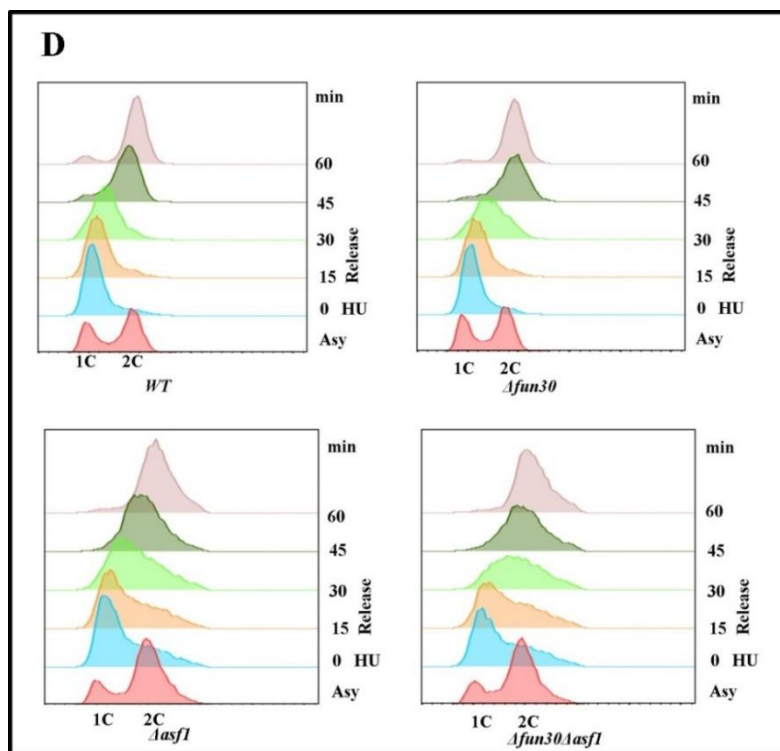 D
min
60
45
30
15
0 HU
Release
Asy
1C 2C
WT
min
60
45
30
15
0 HU
Release
Asy
1C 2C
Δfun30
min
60
45
30
15
0 HU
Release
Asy
1C 2C
Δasf1
min
60
45
30
15
0 HU
Release
Asy
1C 2C
Δfun30Δasf1